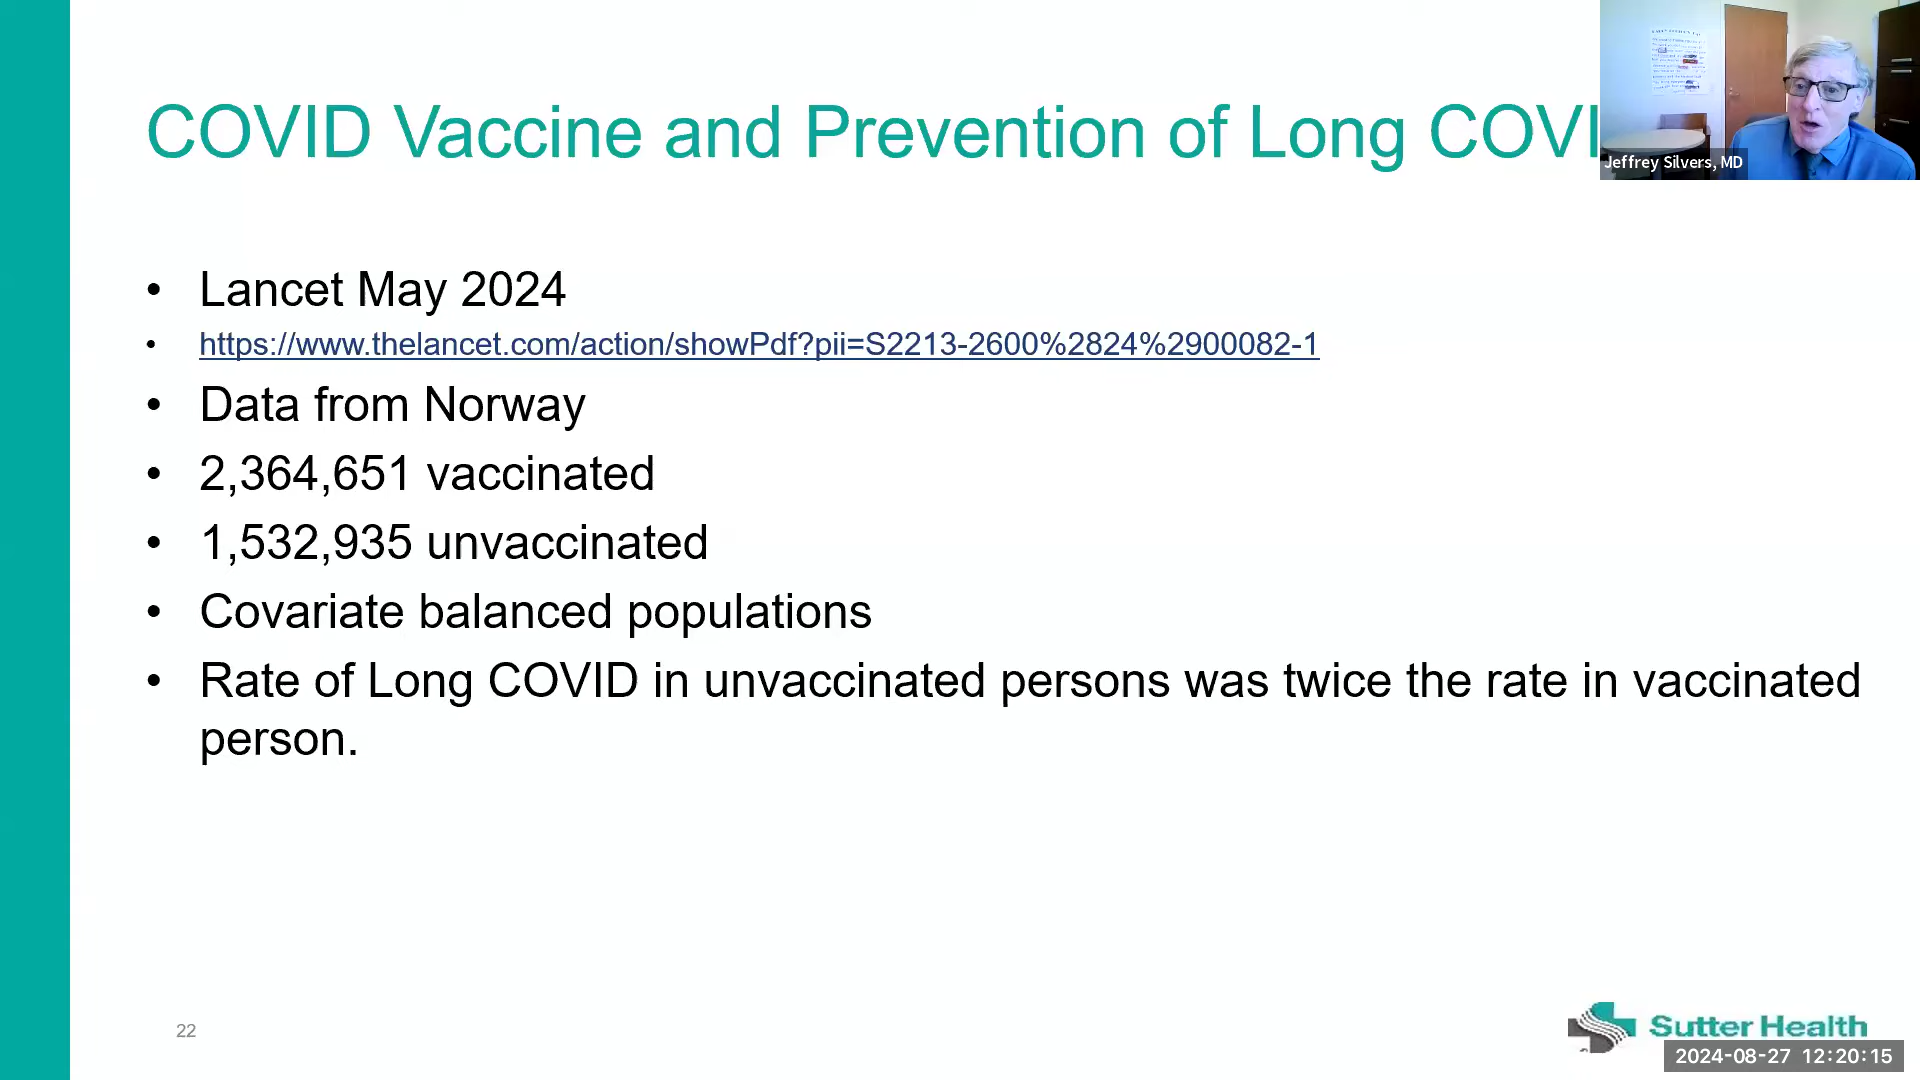 COVID Vaccine and Prevention of Long COVI
Jeffrey Silvers, MD
• Lancet May 2024
• https://www.thelancet.com/action/showPdf?pii=S2213-2600%2824%2900082-1
• Data from Norway
• 2,364,651 vaccinated
• 1,532,935 unvaccinated
• Covariate balanced populations
• Rate of Long COVID in unvaccinated persons was twice the rate in vaccinated
person.
22
Sutter Health
2024-08-27 12:20:15